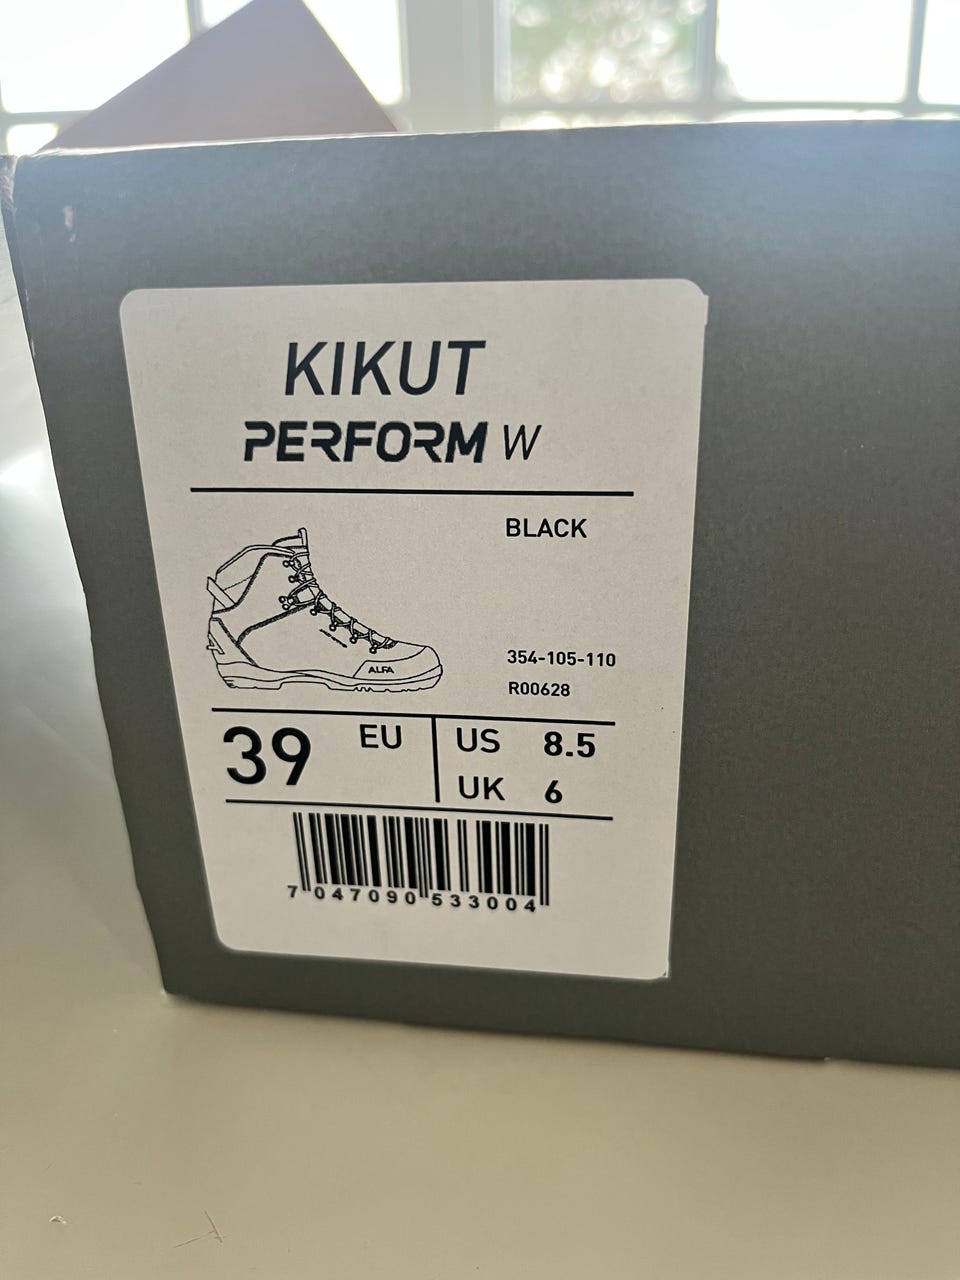 KIKUT
PERFORM W
BLACK
ALFA
354-105-110
R00628
39 EU
US 8.5
UK 6
7 047090 533004